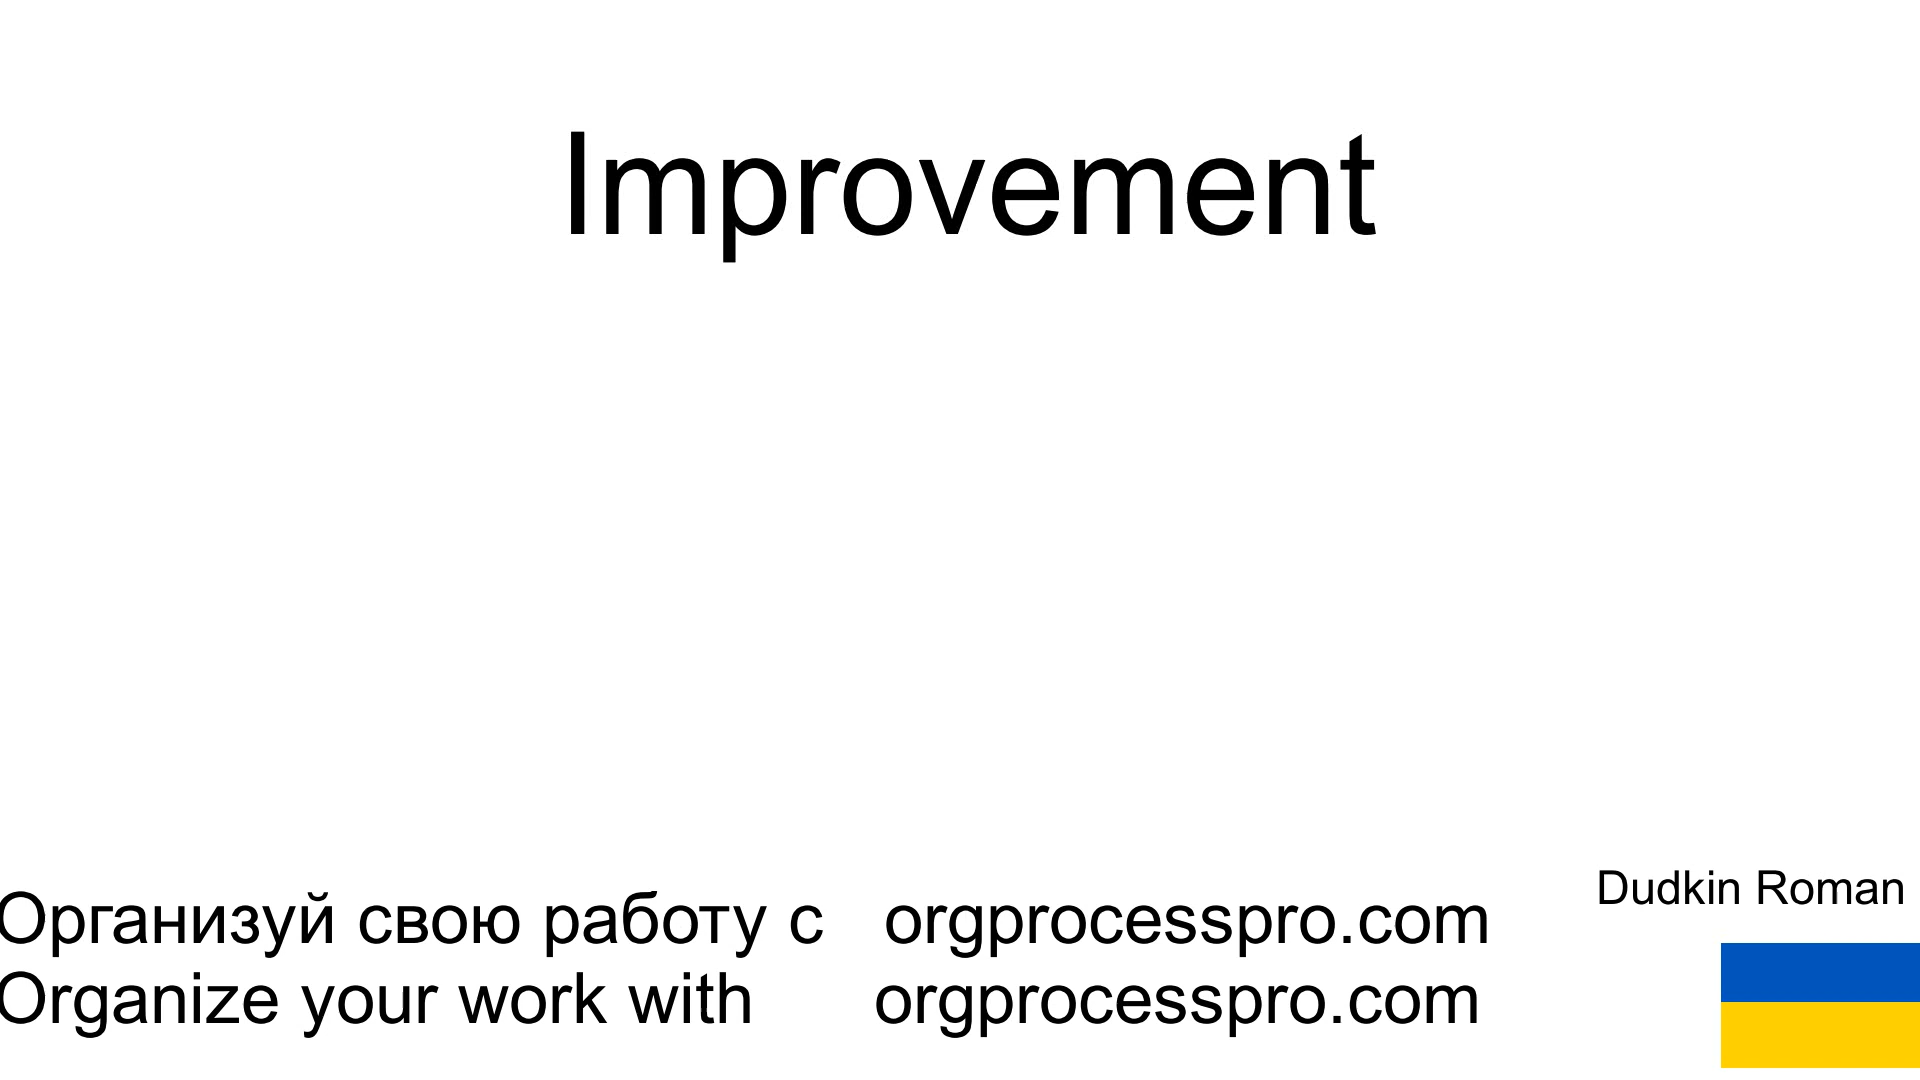 Improvement
Dudkin Roman
Организуй свою работу с orgprocesspro.com
Organize your work with orgprocesspro.com